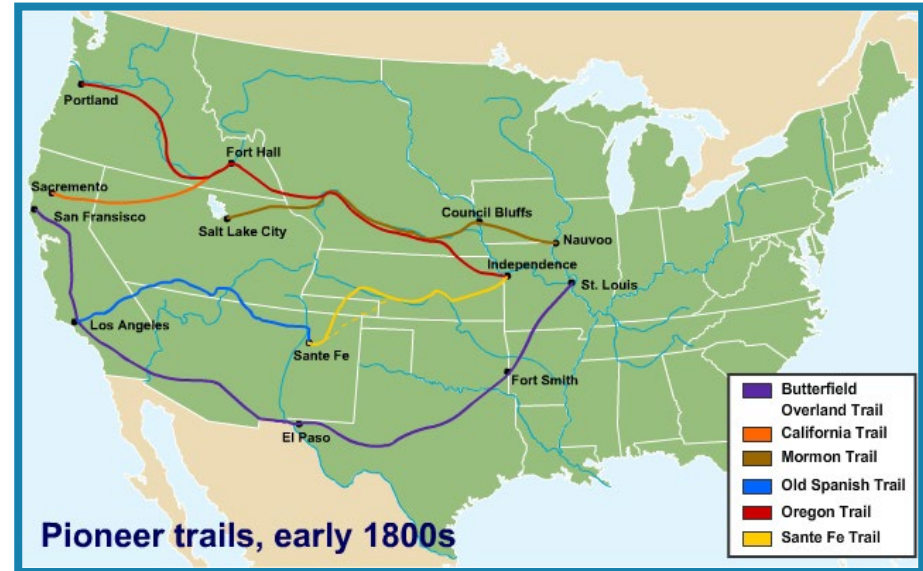 Portland
Fort Hall
Sacremento
San Fransisco
Salt Lake City
Council Bluffs
Nauvoo
Independence
St. Louis
Los Angeles
Sante Fe
Fort Smith
El Paso
Butterfield
Overland Trail
California Trail
Mormon Trail
Old Spanish Trail
Oregon Trail
Sante Fe Trail
Pioneer trails, early 1800s